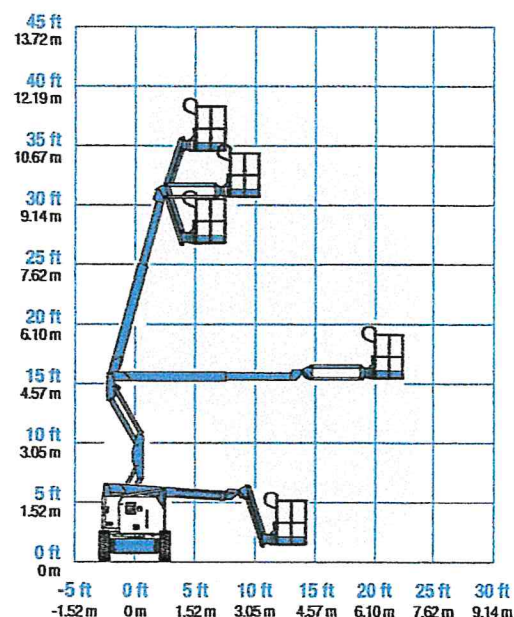 45 ft
13.72 m
40 ft
12.19 m
35 ft
10.67 m
30 ft
9.14 m
25 ft
7.62 m
20 ft
6.10 m
15 ft
4.57 m
10 ft
3.05 m
5 ft
1.52 m
0 ft
0 m
-5 ft 0 ft 5 ft 10 ft 15 ft 20 ft 25 ft 30 ft
-1.52 m 0 m 1.52 m 3.05 m 4.57 m 6.10 m 7.62 m 9.14 m